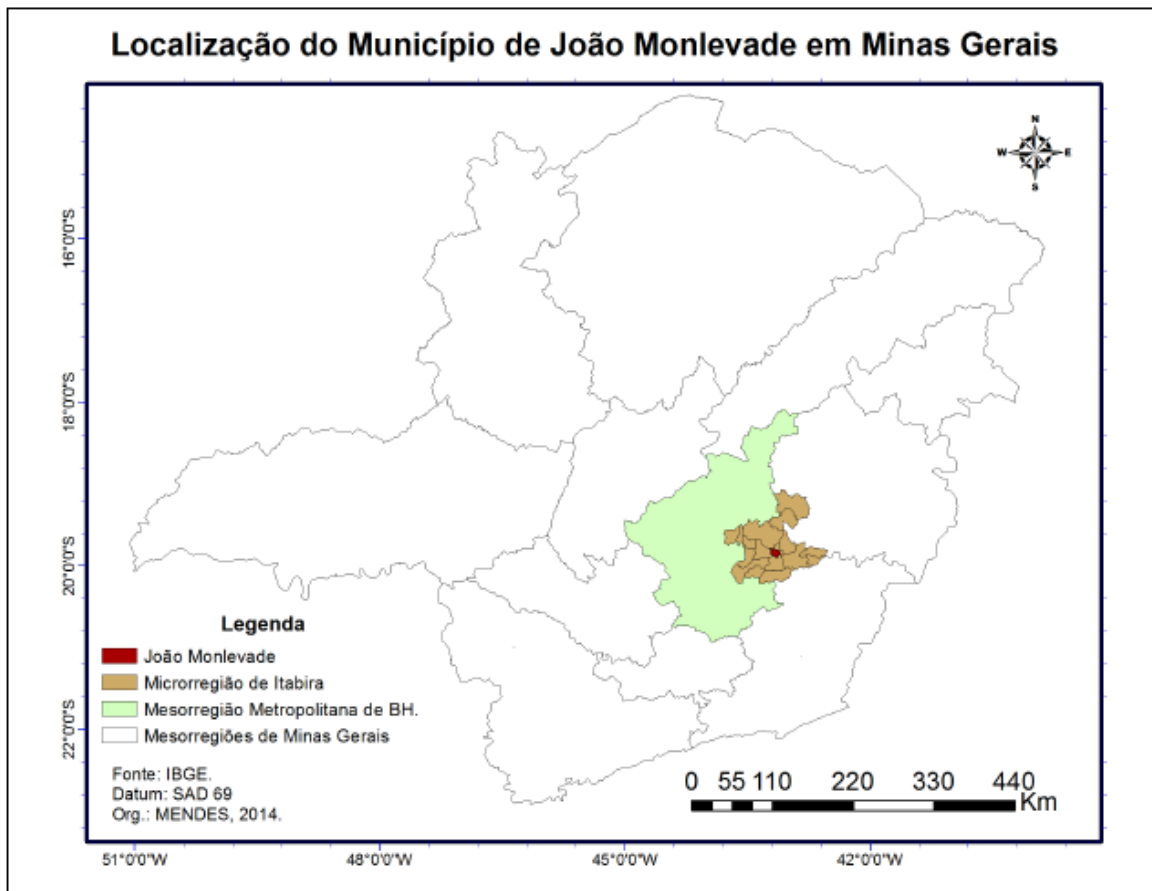 Localização do Município de João Monlevade em Minas Gerais
N
W E
S
16°0'0"S
18°0'0"S
20°0'0"S
22°0'0"S
Legenda
João Monlevade
Microrregião de Itabira
Mesorregião Metropolitana de BH.
Mesorregiões de Minas Gerais
Fonte: IBGE.
Datum: SAD 69
Org.: MENDES, 2014.
0 55 110 220 330 440
Km
51°0'0"W 48°0'0"W 45°0'0"W 42°0'0"W